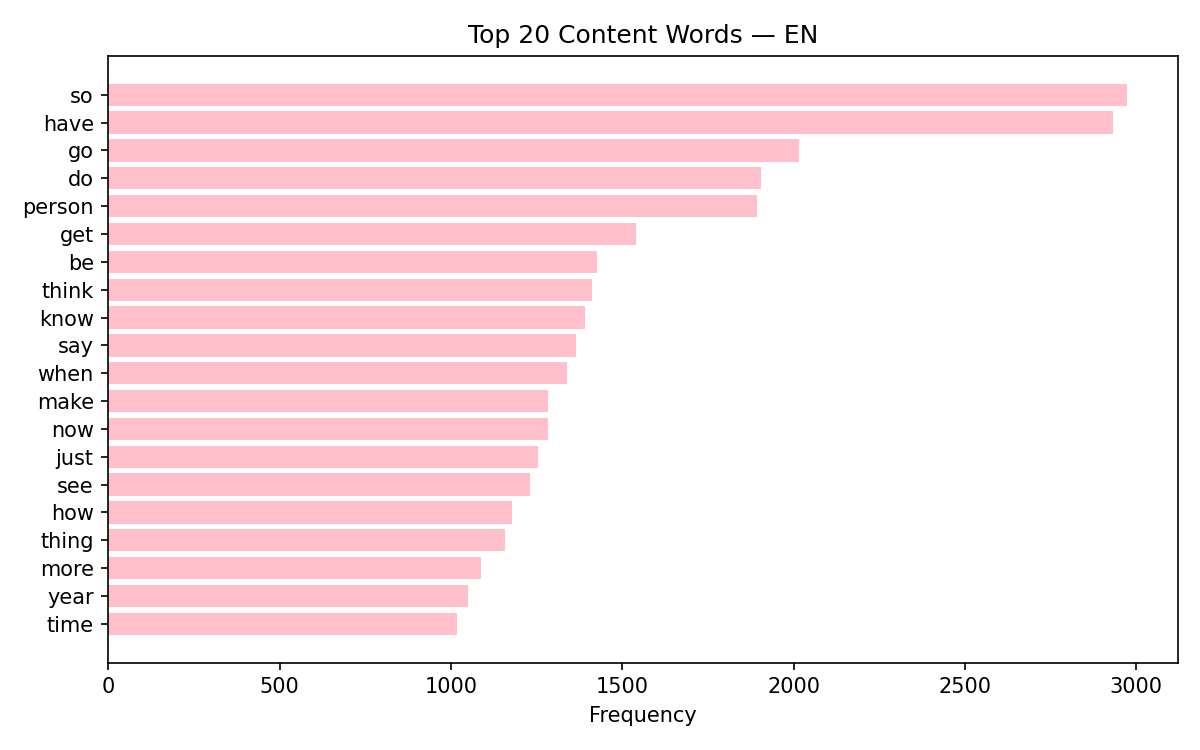 Top 20 Content Words — EN
so
have
go
do
person
get
be
think
know
say
when
make
now
just
see
how
thing
more
year
time
0 500 1000 1500 2000 2500 3000
Frequency